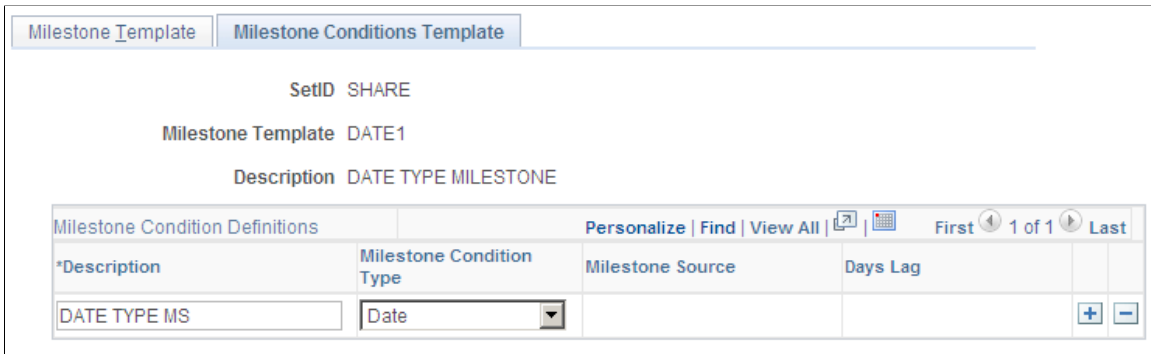 Milestone Template Milestone Conditions Template
SetID SHARE
Milestone Template DATE1
Description DATE TYPE MILESTONE
Milestone Condition Definitions Personalize | Find | View All | | First 1 of 1 Last
*Description Milestone Condition Type Milestone Source Days Lag
DATE TYPE MS Date